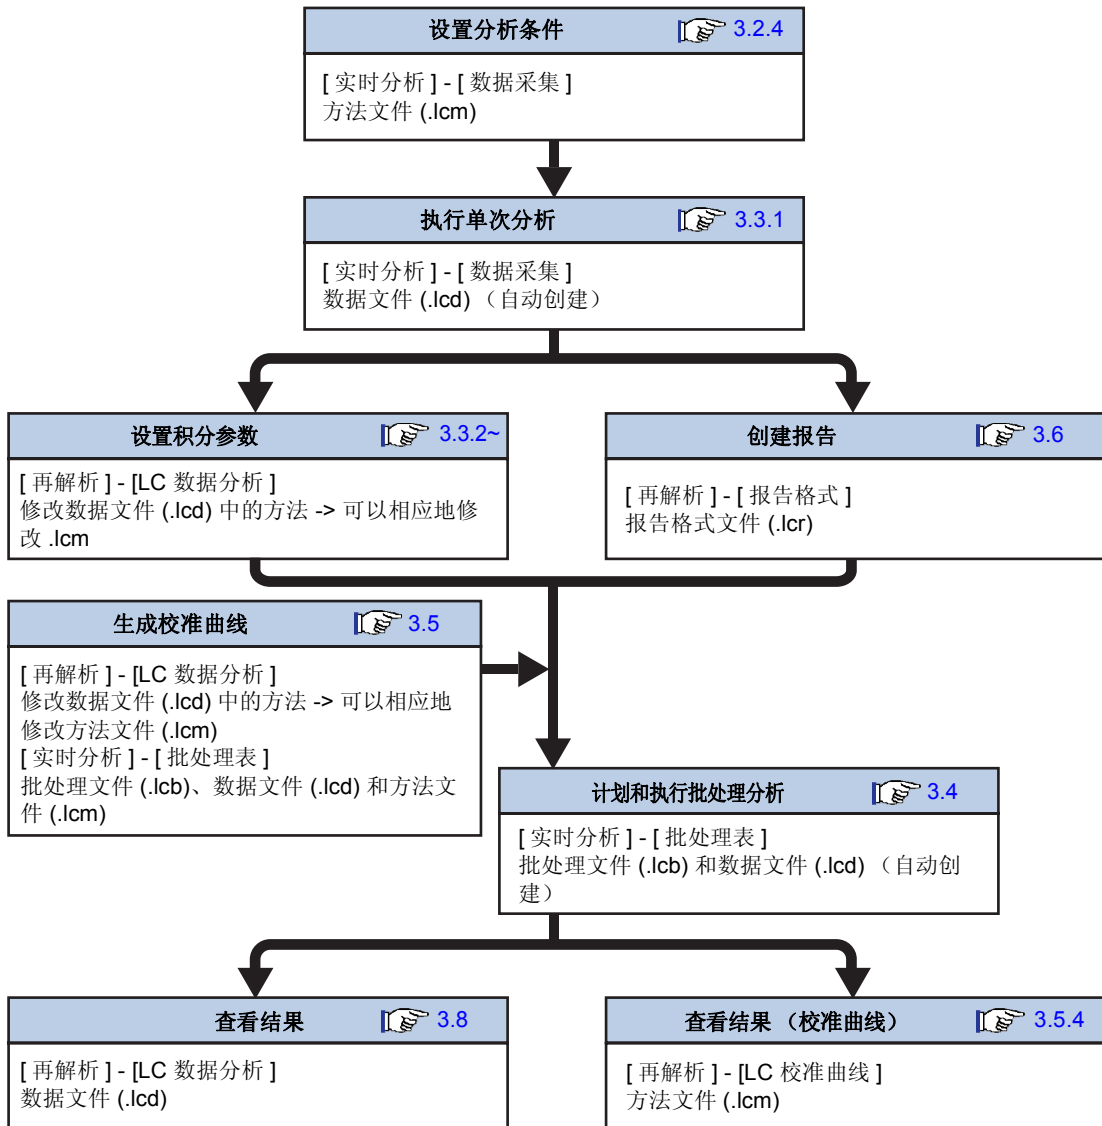 设置分析条件 3.2.4
[ 实时分析 ] - [ 数据采集 ]
方法文件 (.lcm)
执行单次分析 3.3.1
[ 实时分析 ] - [ 数据采集 ]
数据文件 (.lcd) （自动创建）
设置积分参数 3.3.2~
[ 再解析 ] - [LC 数据分析 ]
修改数据文件 (.lcd) 中的方法 -> 可以相应地修
改 .lcm
创建报告 3.6
[ 再解析 ] - [ 报告格式 ]
报告格式文件 (.lcr)
生成校准曲线 3.5
[ 再解析 ] - [LC 数据分析 ]
修改数据文件 (.lcd) 中的方法 -> 可以相应地
修改方法文件 (.lcm)
[ 实时分析 ] - [ 批处理表 ]
批处理文件 (.lcb)、数据文件 (.lcd) 和方法文
件 (.lcm)
计划和执行批处理分析 3.4
[ 实时分析 ] - [ 批处理表 ]
批处理文件 (.lcb) 和数据文件 (.lcd) （自动创
建）
查看结果 3.8
[ 再解析 ] - [LC 数据分析 ]
数据文件 (.lcd)
查看结果 （校准曲线） 3.5.4
[ 再解析 ] - [LC 校准曲线 ]
方法文件 (.lcm)